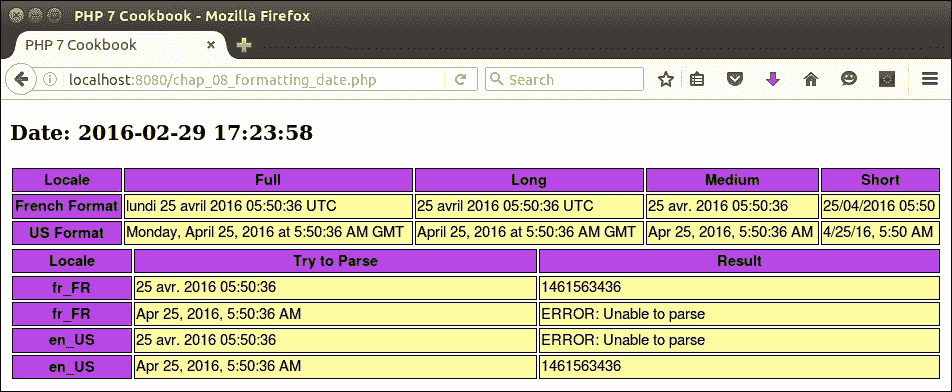 PHP 7 Cookbook - Mozilla Firefox
PHP 7 Cookbook
localhost:8080/chap_08_formatting_date.php
Search
Date: 2016-02-29 17:23:58
Locale Full Long Medium Short
French Format lundi 25 avril 2016 05:50:36 UTC 25 avril 2016 05:50:36 UTC 25 avr. 2016 05:50:36 25/04/2016 05:50
US Format Monday, April 25, 2016 at 5:50:36 AM GMT April 25, 2016 at 5:50:36 AM GMT Apr 25, 2016, 5:50:36 AM 4/25/16, 5:50 AM
Locale Try to Parse Result
fr_FR 25 avr. 2016 05:50:36 1461563436
fr_FR Apr 25, 2016, 5:50:36 AM ERROR: Unable to parse
en_US 25 avr. 2016 05:50:36 ERROR: Unable to parse
en_US Apr 25, 2016, 5:50:36 AM 1461563436